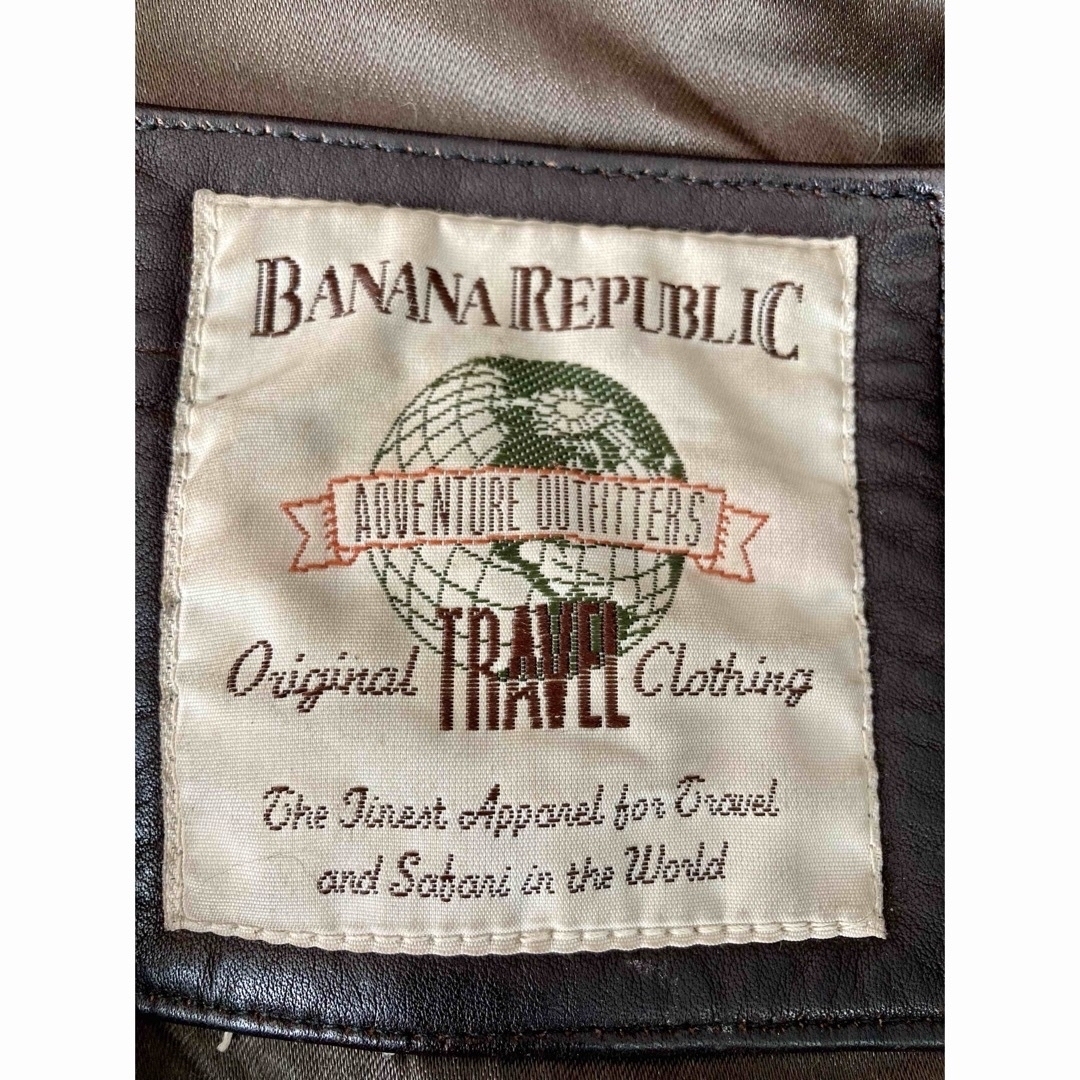 BANANA REPUBLIC
ADVENTURE OUTFITTERS
Original TRAVEL Clothing
The Finest Apparel for Travel
and Safari in the World